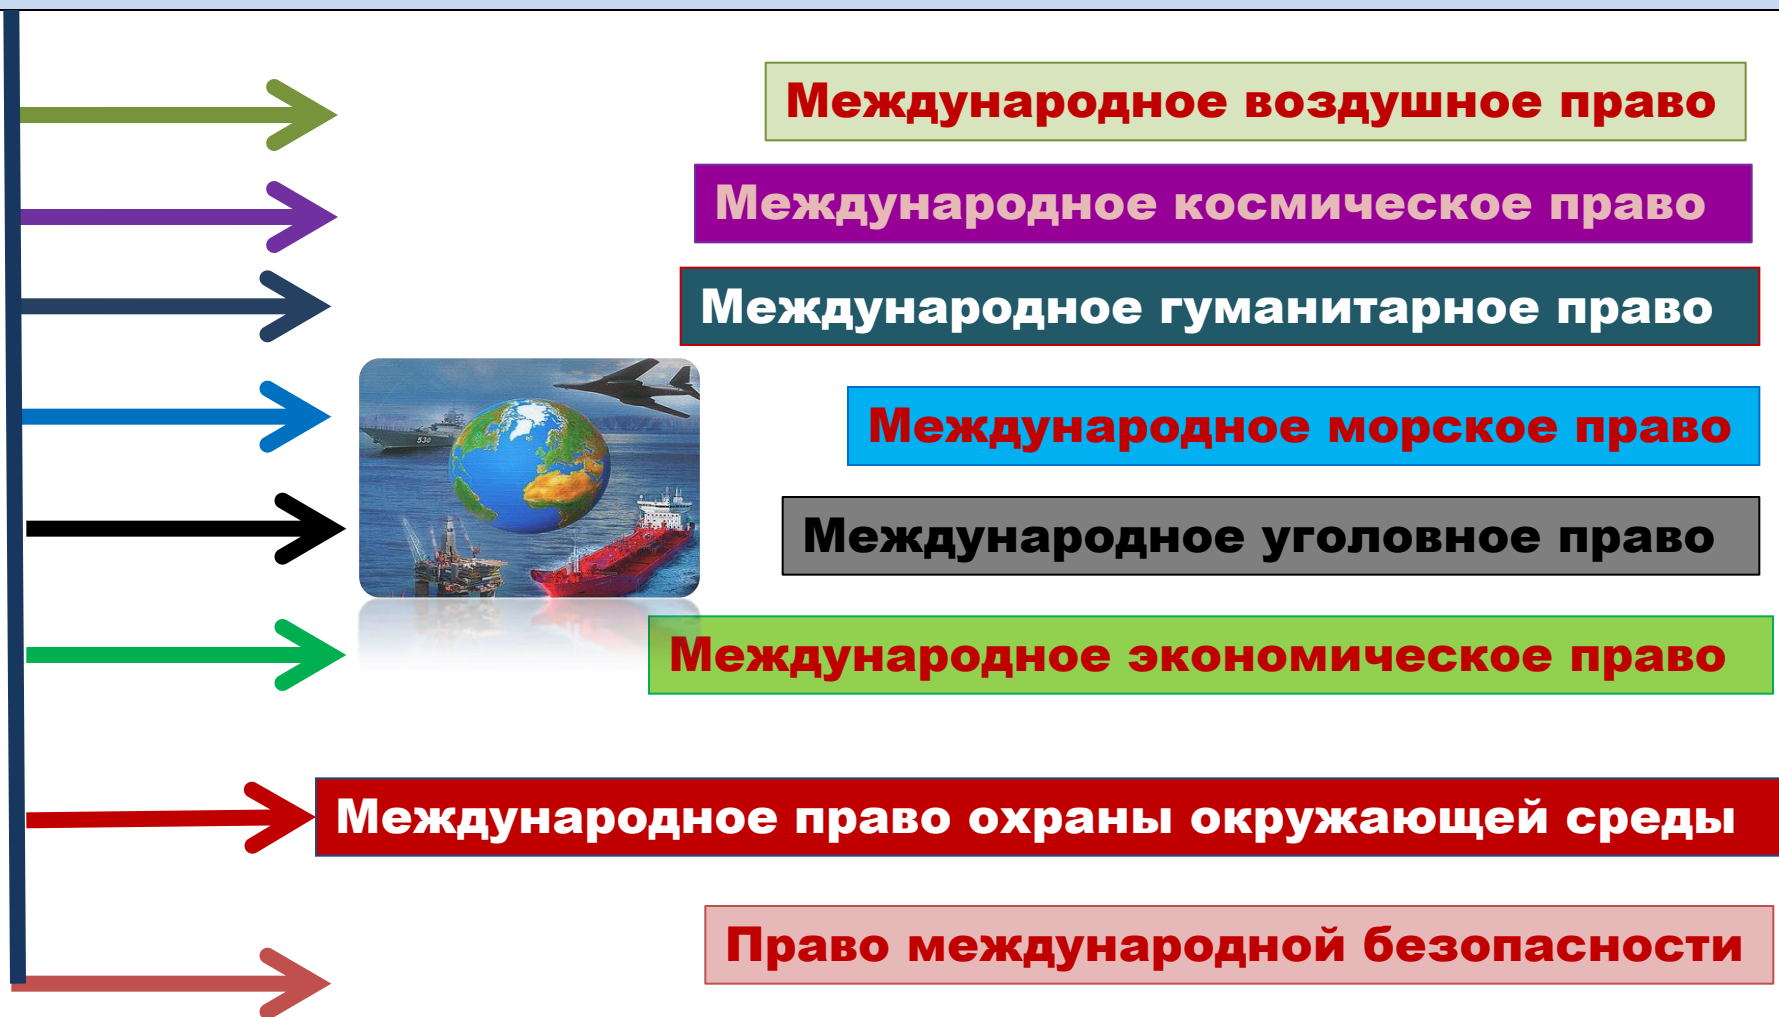 Международное воздушное право
Международное космическое право
Международное гуманитарное право
Международное морское право
530
Международное уголовное право
Международное экономическое право
Международное право охраны окружающей среды
Право международной безопасности